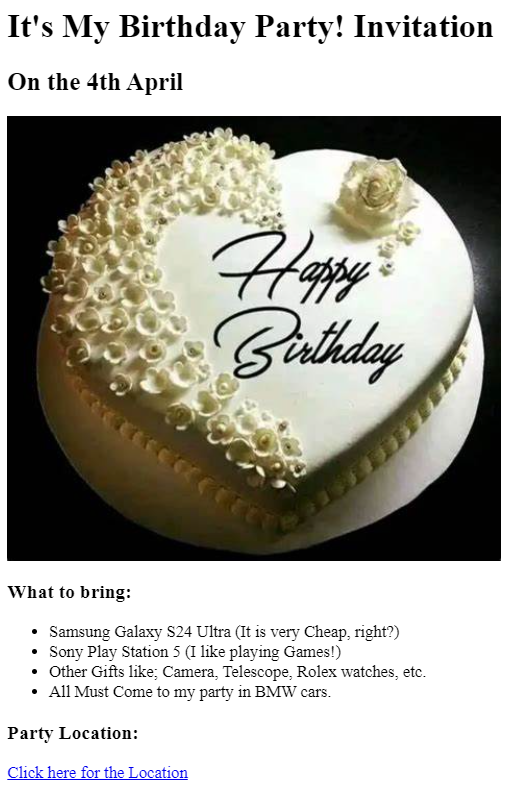 It's My Birthday Party! Invitation
On the 4th April
Happy
Birthday
What to bring:
• Samsung Galaxy S24 Ultra (It is very Cheap, right?)
• Sony Play Station 5 (I like playing Games!)
• Other Gifts like; Camera, Telescope, Rolex watches, etc.
• All Must Come to my party in BMW cars.
Party Location:
Click here for the Location